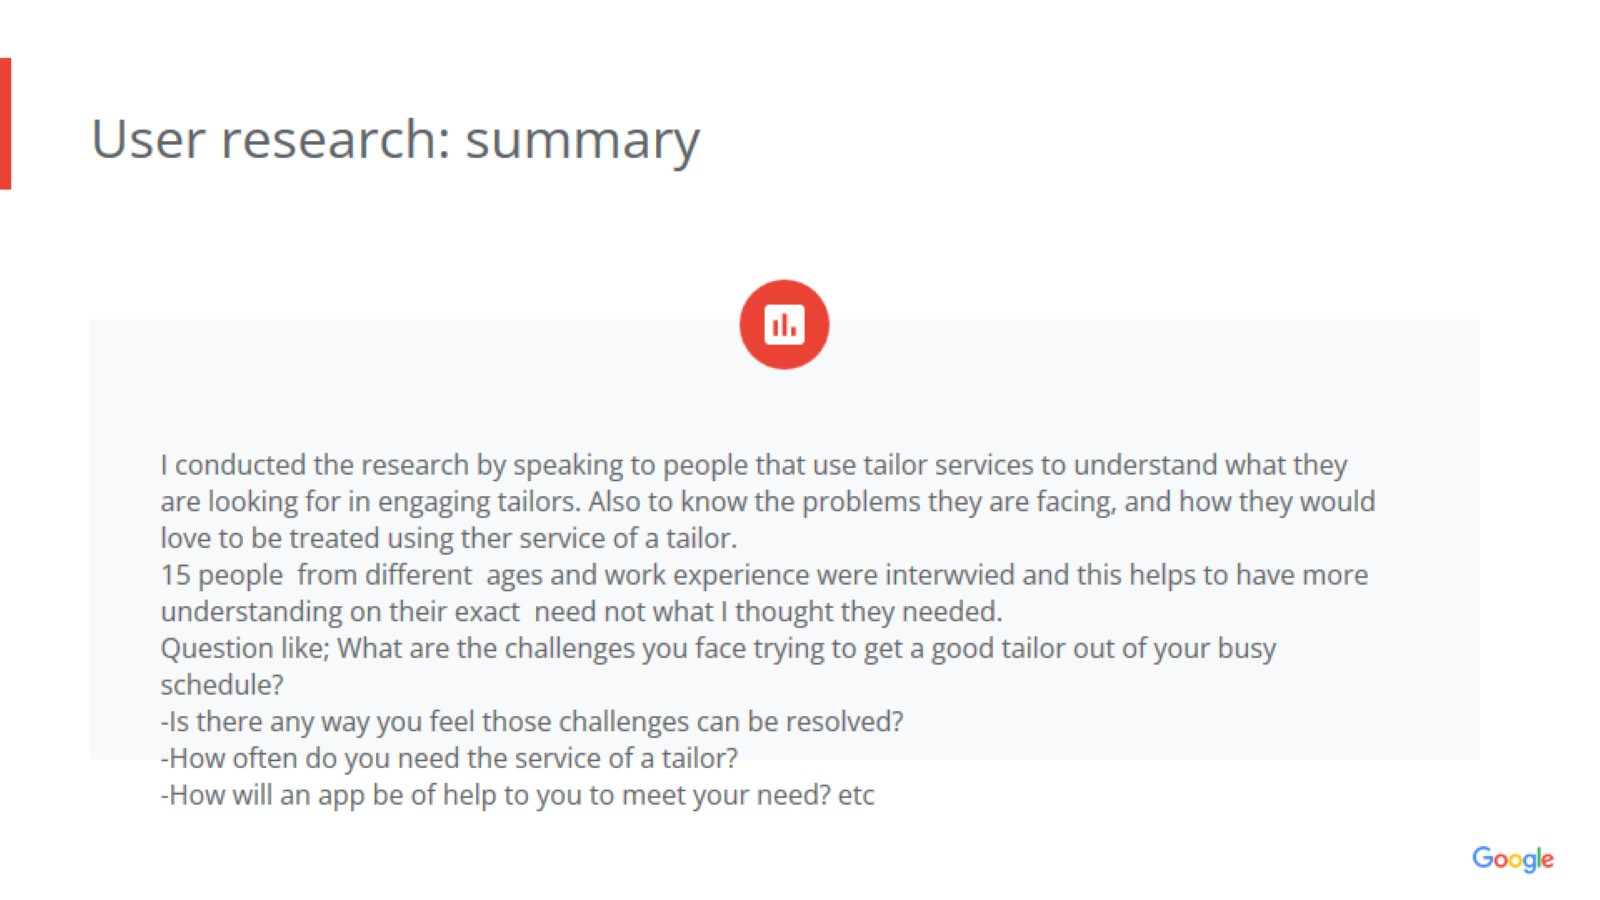 User research: summary
I conducted the research by speaking to people that use tailor services to understand what they
are looking for in engaging tailors. Also to know the problems they are facing, and how they would
love to be treated using ther service of a tailor.
15 people  from different  ages and work experience were interwvied and this helps to have more
understanding on their exact  need not what I thought they needed.
Question like; What are the challenges you face trying to get a good tailor out of your busy
schedule?
-Is there any way you feel those challenges can be resolved?
-How often do you need the service of a tailor?
-How will an app be of help to you to meet your need? etc
Google